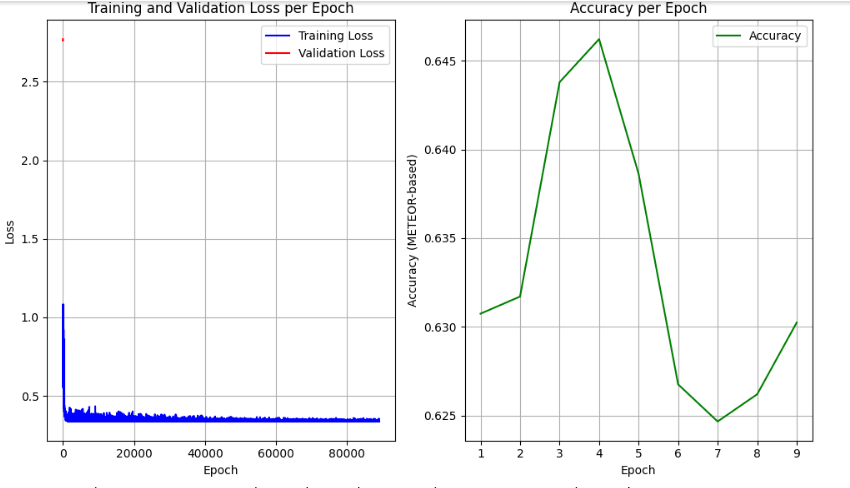 Training and Validation Loss per Epoch
Training Loss
Validation Loss
Loss
2.5
2.0
1.5
1.0
0.5
0
20000
40000
60000
80000
Epoch
Accuracy per Epoch
Accuracy
Accuracy (METEOR-based)
0.645
0.640
0.635
0.630
0.625
1
2
3
4
5
6
7
8
9
Epoch